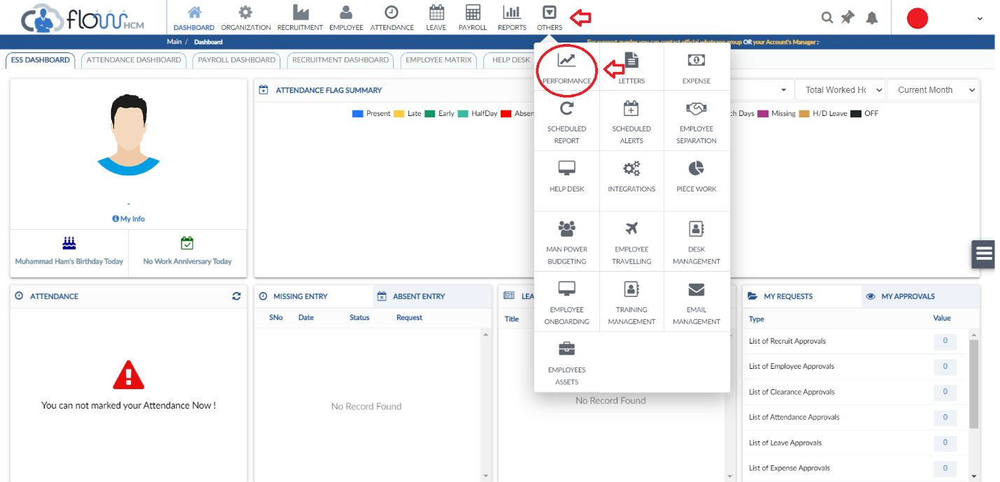 flowHCM
DASHBOARD ORGANIZATION RECRUITMENT EMPLOYEE ATTENDANCE LEAVE PAYROLL REPORTS OTHERS
Main / Dashboard
For support queries you can contact official whatsapp group OR your Account's Manager :
ESS DASHBOARD ATTENDANCE DASHBOARD PAYROLL DASHBOARD RECRUITMENT DASHBOARD EMPLOYEE MATRIX HELP DESK
PERFORMANCE LETTERS EXPENSE
SCHEDULED REPORT
SCHEDULED ALERTS
EMPLOYEE SEPARATION
HELP DESK INTEGRATIONS PIECE WORK
MAN POWER BUDGETING
EMPLOYEE TRAVELLING
DESK MANAGEMENT
EMPLOYEE ONBOARDING
TRAINING MANAGEMENT
EMAIL MANAGEMENT
EMPLOYEES ASSETS
-
My Info
Muhammad Ham's Birthday Today No Work Anniversary Today
ATTENDANCE FLAG SUMMARY Total Worked Current Month
Present Late Early HalfDay Absen Days Missing H/D Leave OFF
ATTENDANCE
You can not marked your Attendance Now !
MISSING ENTRY ABSENT ENTRY
SNo Date Status Request
No Record Found
LEA
Title
No Record Found
MY REQUESTS MY APPROVALS
Type Value
List of Recruit Approvals 0
List of Employee Approvals 0
List of Clearance Approvals 0
List of Attendance Approvals 0
List of Leave Approvals 0
List of Expense Approvals 0